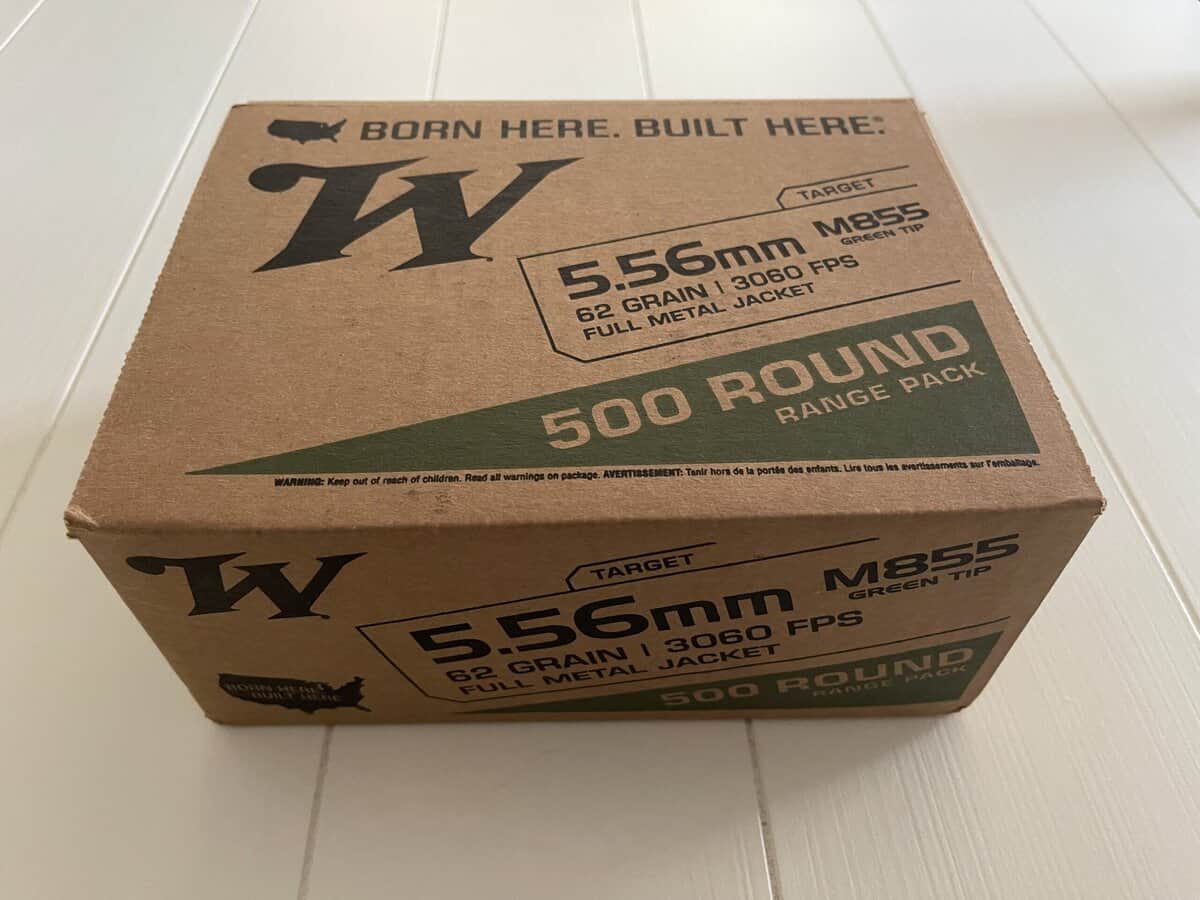 BORN HERE. BUILT HERE.®
W
TARGET
5.56mm M855
GREEN TIP
62 GRAIN | 3060 FPS
FULL METAL JACKET
500 ROUND
RANGE PACK
WARNING: Keep out of reach of children. Read all warnings on package. AVERTISSEMENT: Tanir hors de la portée des enfants. Lire tous les avertissements sur l'emballage.
W
TARGET
5.56mm M855
GREEN TIP
62 GRAIN | 3060 FPS
FULL METAL JACKET
500 ROUND
RANGE PACK
BORN HERE
BUILT HERE